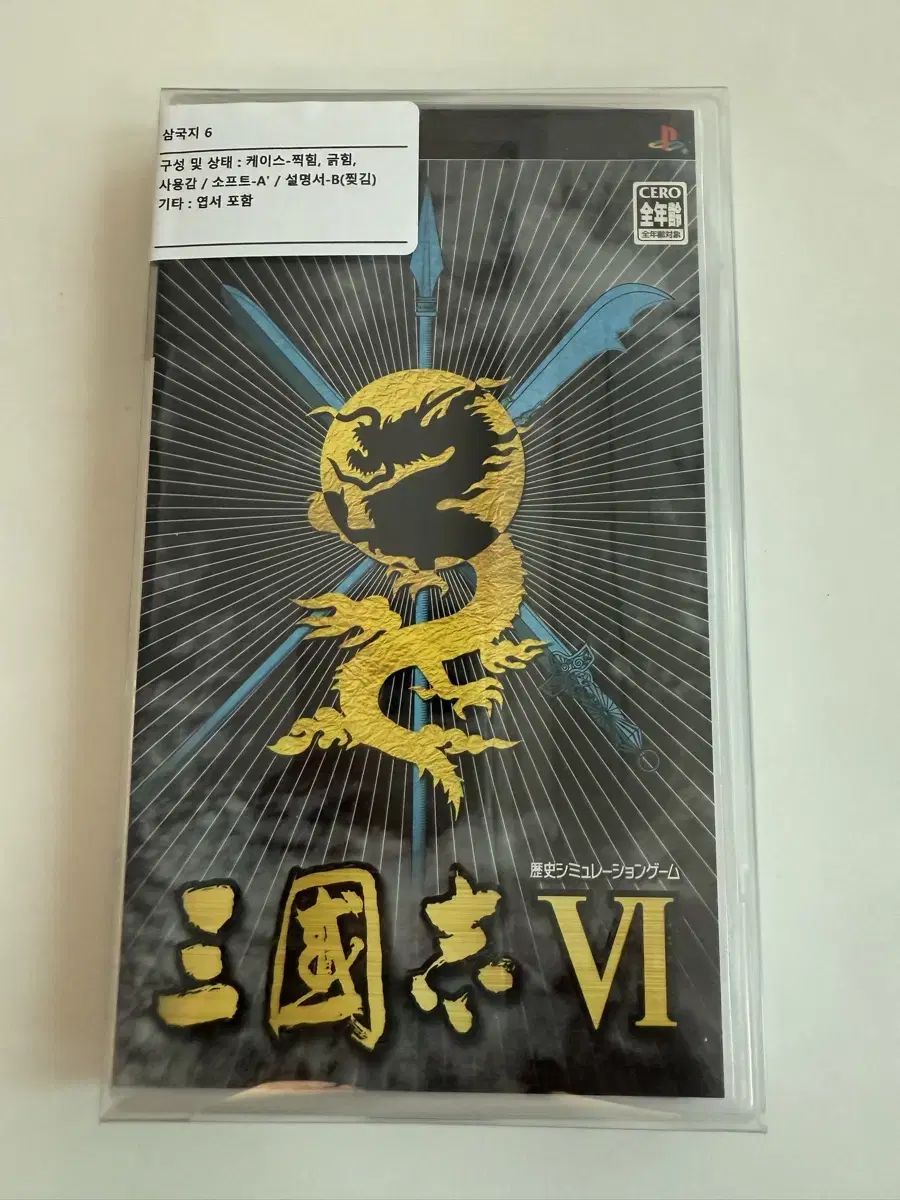 삼국지 6
구성 및 상태 : 케이스-찍힘, 긁힘,
사용감 / 소프트-A' / 설명서-B(찢김)
기타 : 엽서 포함
CERO
全年齢
全年齢対象
歴史シミュレーションゲーム
三國志 VI